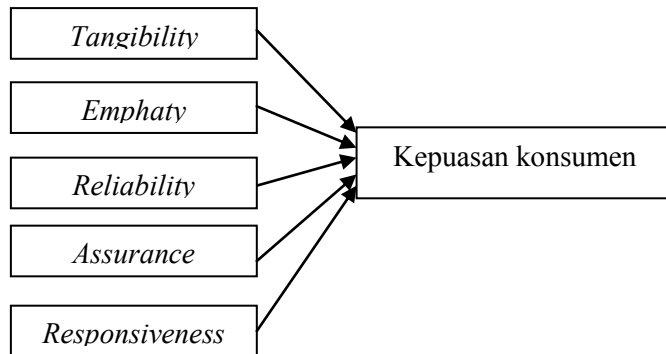 Tangibility
Emphaty
Reliability
Assurance
Responsiveness
Kepuasan konsumen